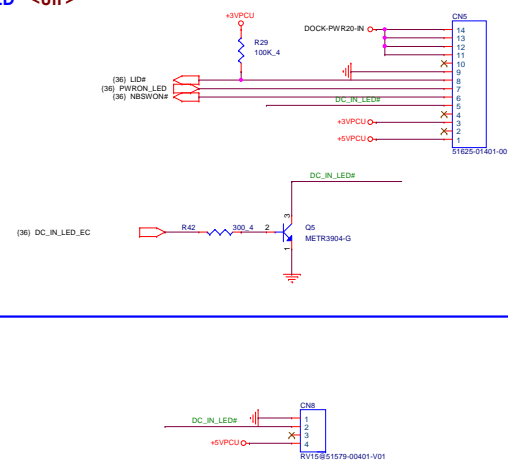 +3VPCU
R29
100K_4
DOCK-PWR20-IN
CN5
14
13
12
11
10
9
8
7
6
5
4
3
2
1
51625-01401-00
(36) LID#
(36) PWRON_LED
(36) NBSWON#
DC_IN_LED#
+3VPCU
+5VPCU
DC_IN_LED#
(36) DC_IN_LED_EC
R42
300_4
2
3
1
Q5
METR3904-G
CN8
DC_IN_LED#
+5VPCU
1
2
3
4
RV15@51579-00401-V01